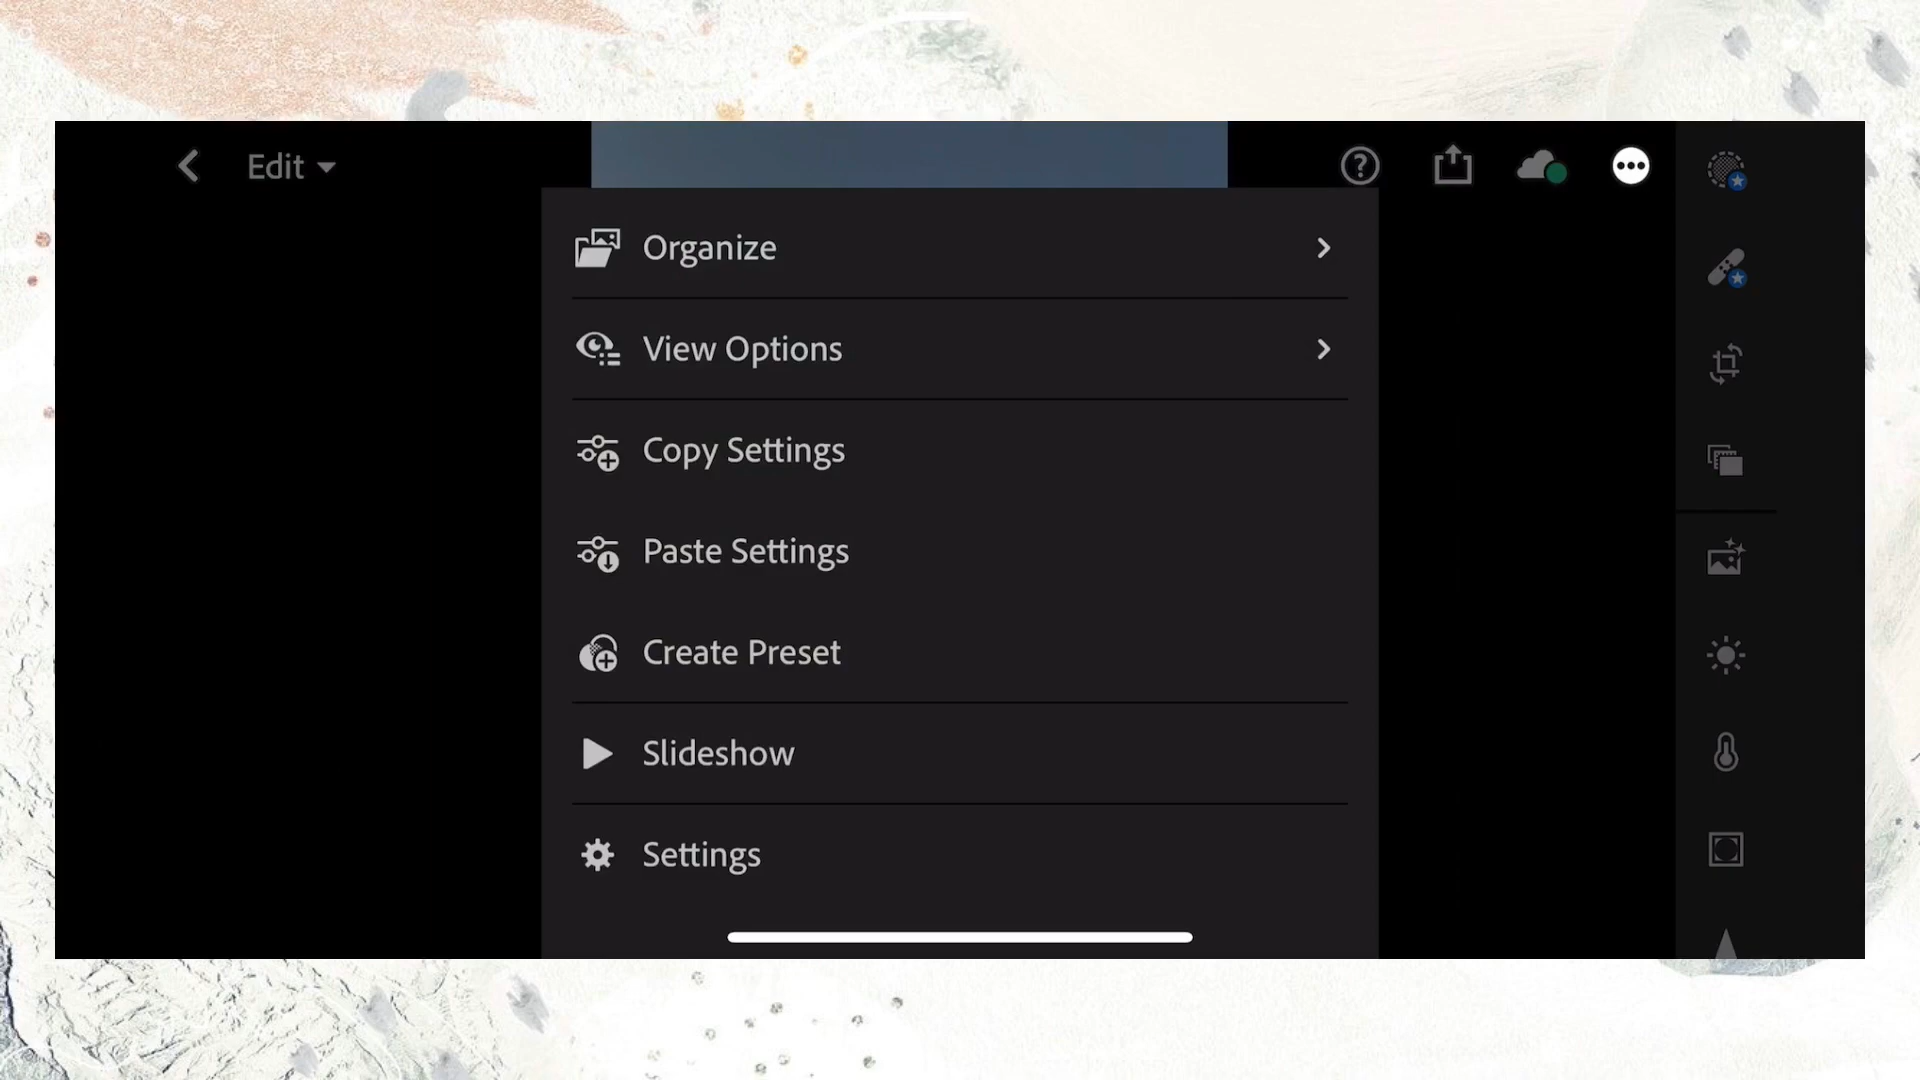 Edit
Organize
View Options
Copy Settings
Paste Settings
Create Preset
Slideshow
Settings